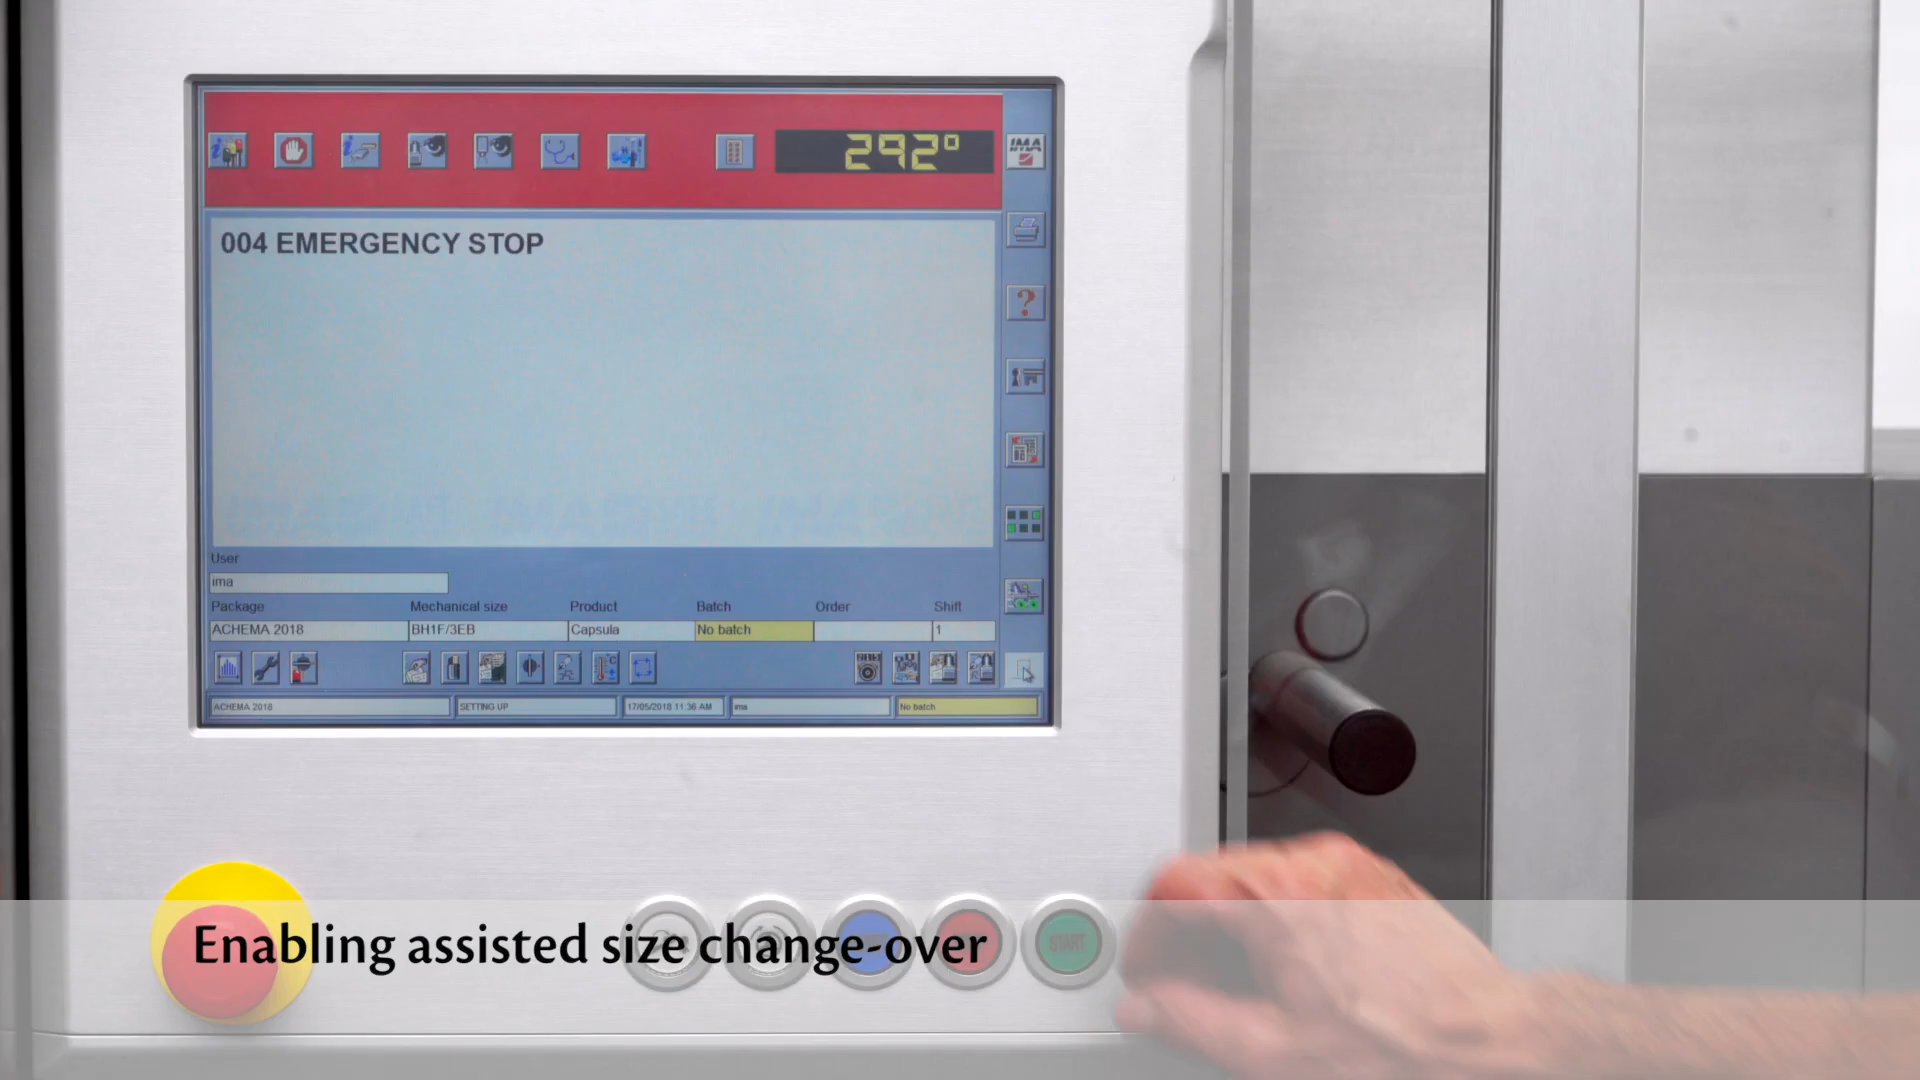 292°
IMA
004 EMERGENCY STOP
User
ima
Package Mechanical size Product Batch Order Shift
ACHEMA 2018 BH1F/3EB Capsula No batch 1
ACHEMA 2018 SETTING UP 17/05/2018 11:36 AM ima No batch
START
Enabling assisted size change-over